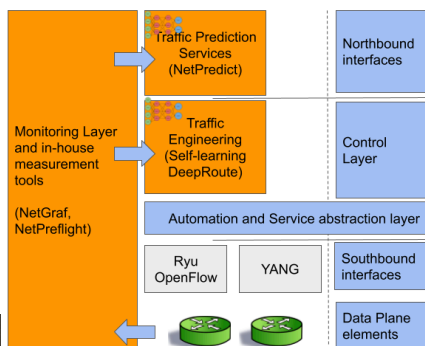 Traffic Prediction
Services
(NetPredict)
Northbound
interfaces
Monitoring Layer
and in-house
measurement
tools
(NetGraf,
NetPreflight)
Traffic
Engineering
(Self-learning
DeepRoute)
Control
Layer
Automation and Service abstraction layer
Ryu
OpenFlow
YANG
Southbound
interfaces
Data Plane
elements